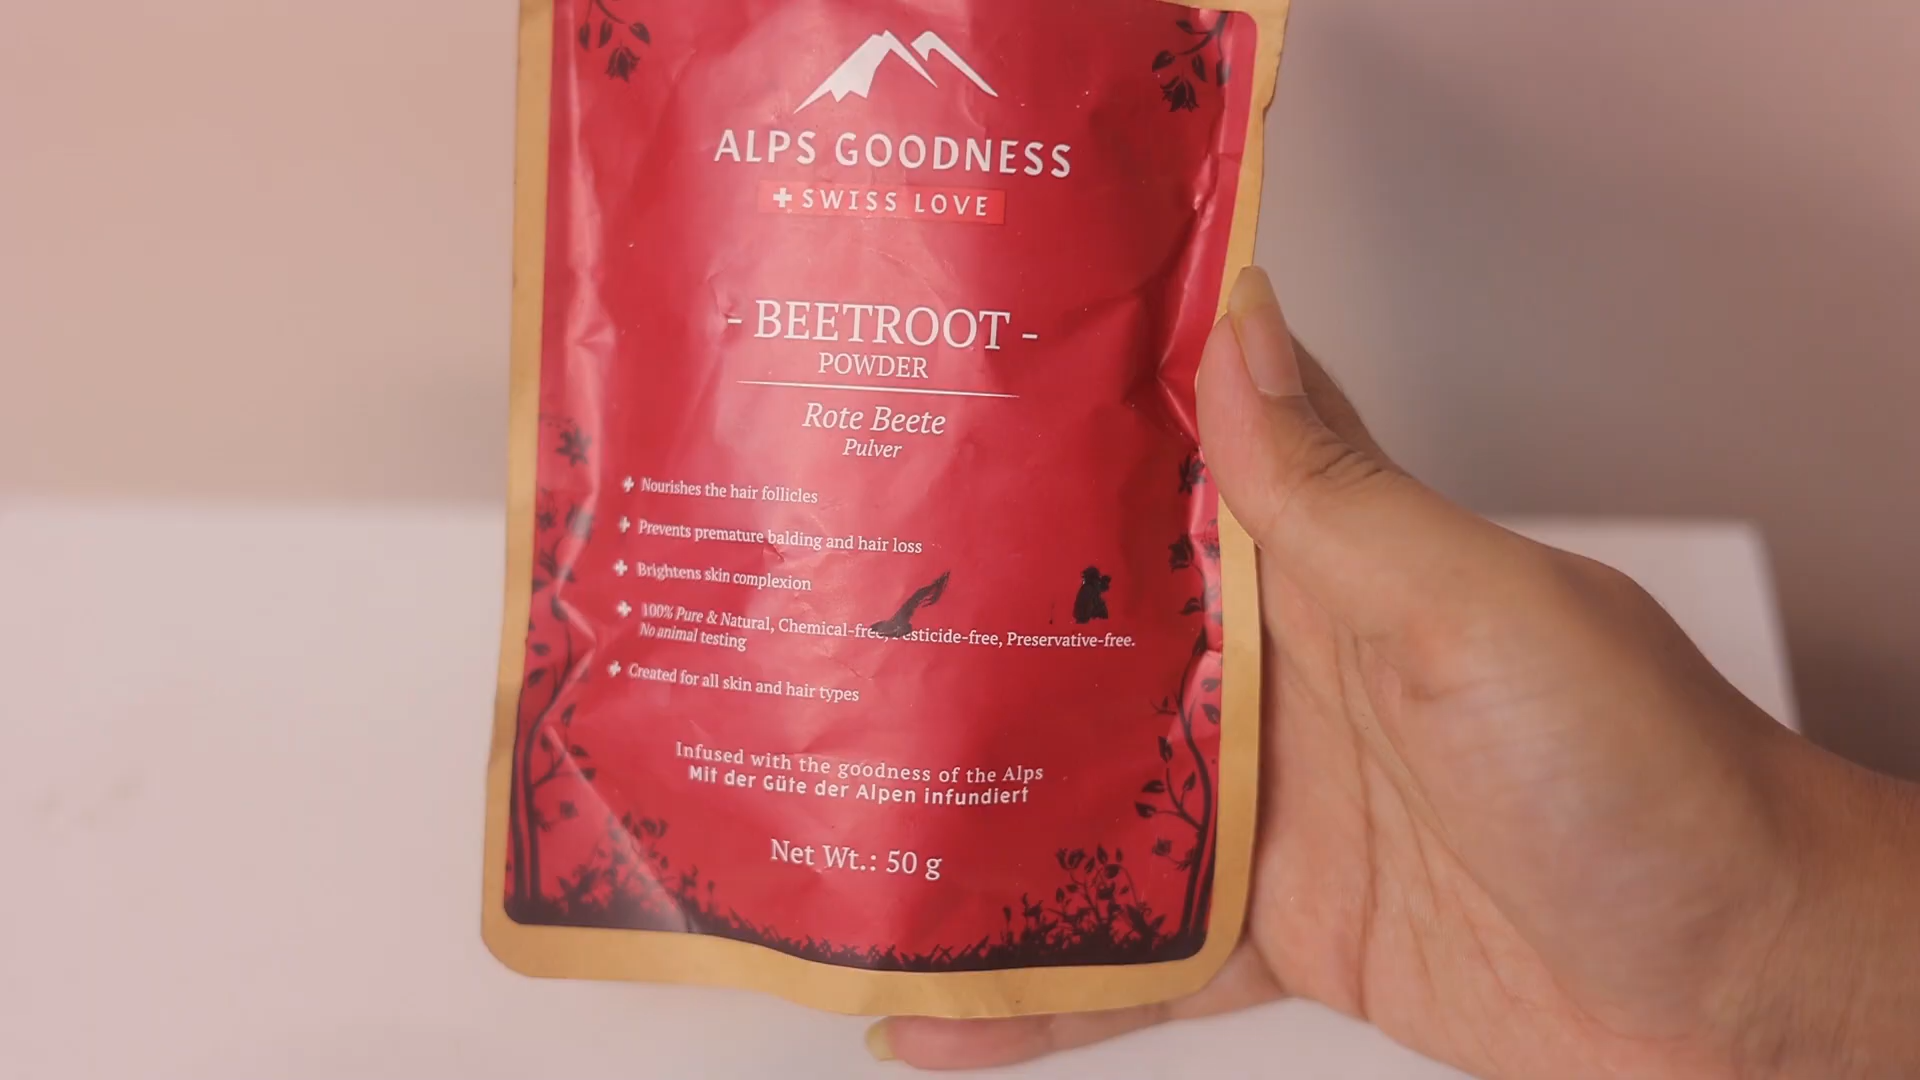 ALPS GOODNESS
SWISS LOVE
- BEETROOT -
POWDER
Rote Beete
Pulver
Nourishes the hair follicles
Prevents premature balding and hair loss
Brightens skin complexion
100% Pure & Natural, Chemical-free, Pesticide-free, Preservative-free.
No animal testing
Created for all skin and hair types
Infused with the goodness of the Alps
Mit der Güte der Alpen infundiert
Net Wt.: 50 g